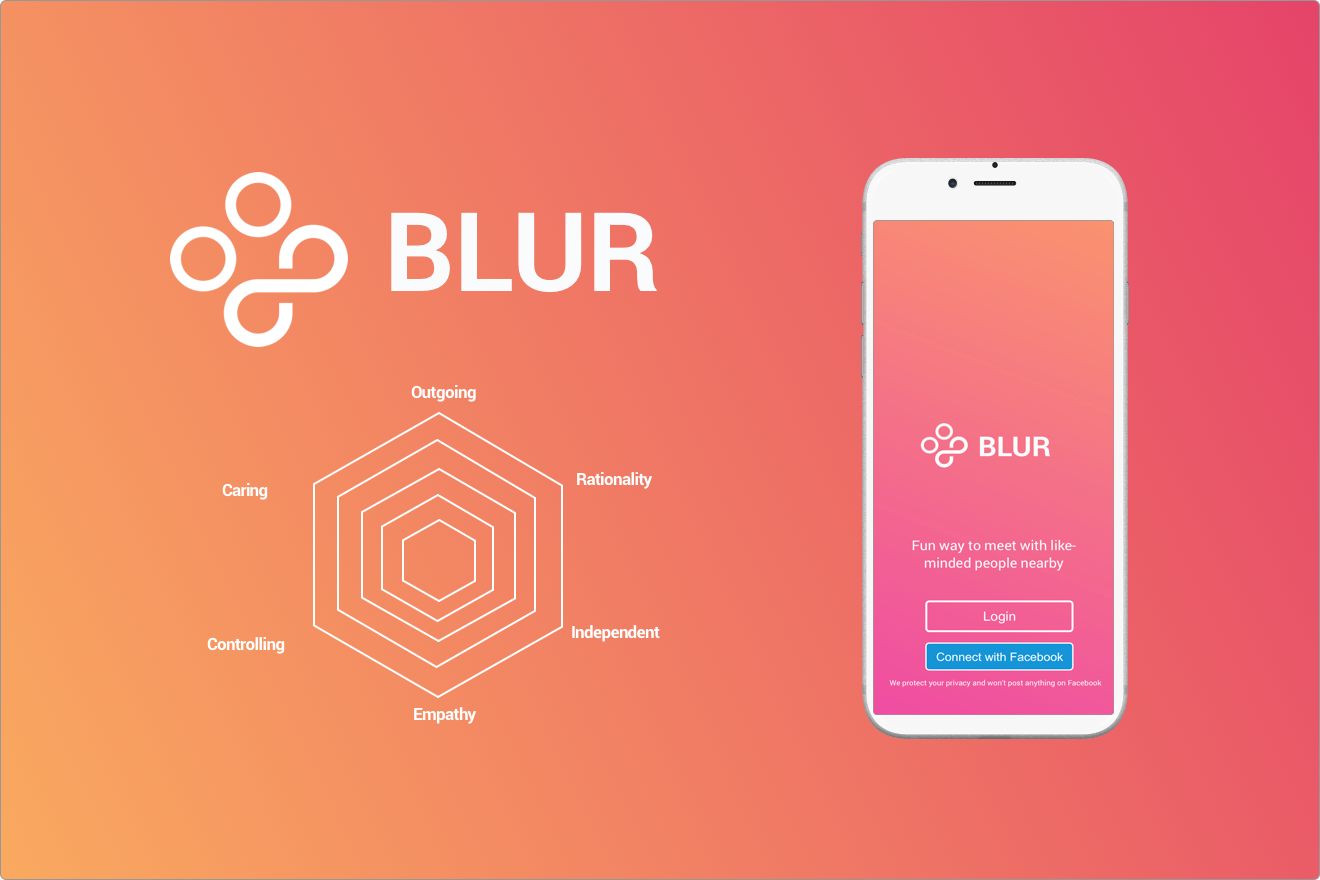 BLUR
Outgoing
Caring
Rationality
Controlling
Independent
Empathy
BLUR
Fun way to meet with like-
minded people nearby
Login
Connect with Facebook
We protect your privacy and won't post anything on Facebook